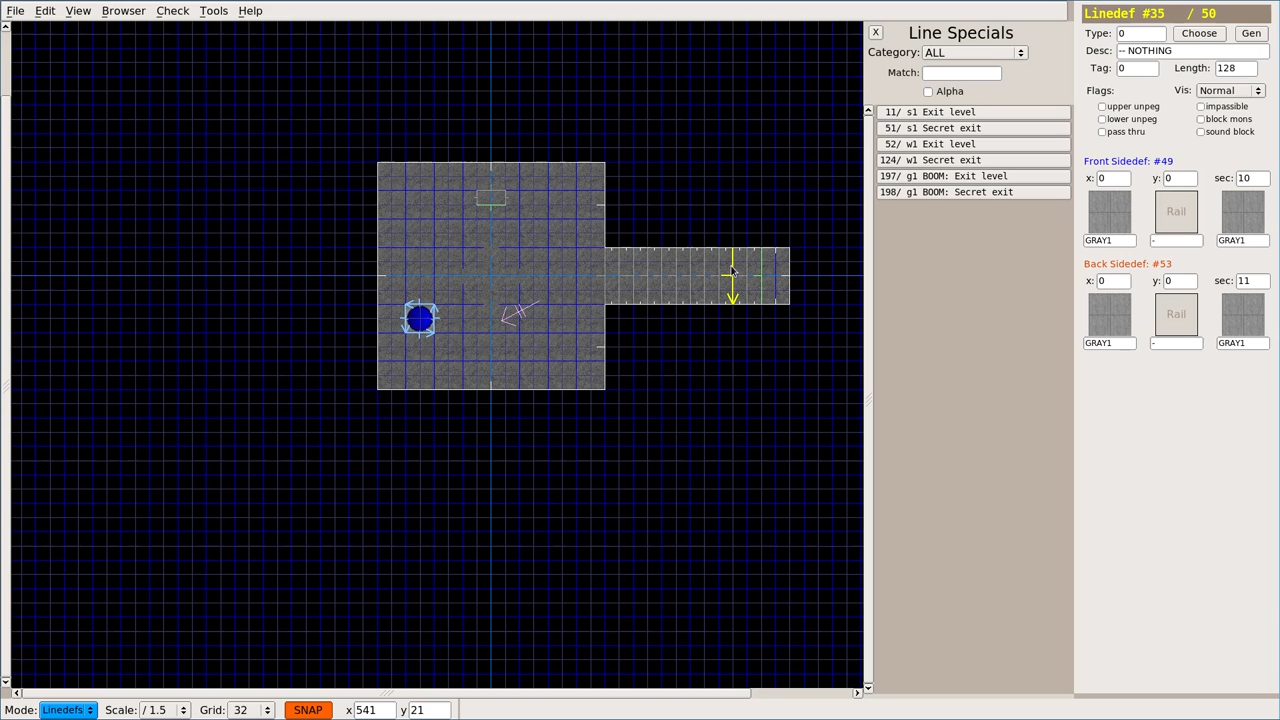 File Edit View Browser Check Tools Help
X Line Specials
Category: ALL
Match:
Alpha
11/ s1 Exit level
51/ s1 Secret exit
52/ w1 Exit level
124/ w1 Secret exit
197/ g1 BOOM: Exit level
198/ g1 BOOM: Secret exit
Linedef #35 / 50
Type: 0 Choose Gen
Desc: -- NOTHING
Tag: 0 Length: 128
Flags: Vis: Normal
upper unpeg impassible
lower unpeg block mons
pass thru sound block
Front Sidedef: #49
x: 0 y: 0 sec: 10
Rail
GRAY1 - GRAY1
Back Sidedef: #53
x: 0 y: 0 sec: 11
Rail
GRAY1 - GRAY1
Mode: Linedefs Scale: / 1.5 Grid: 32 SNAP x 541 y 21